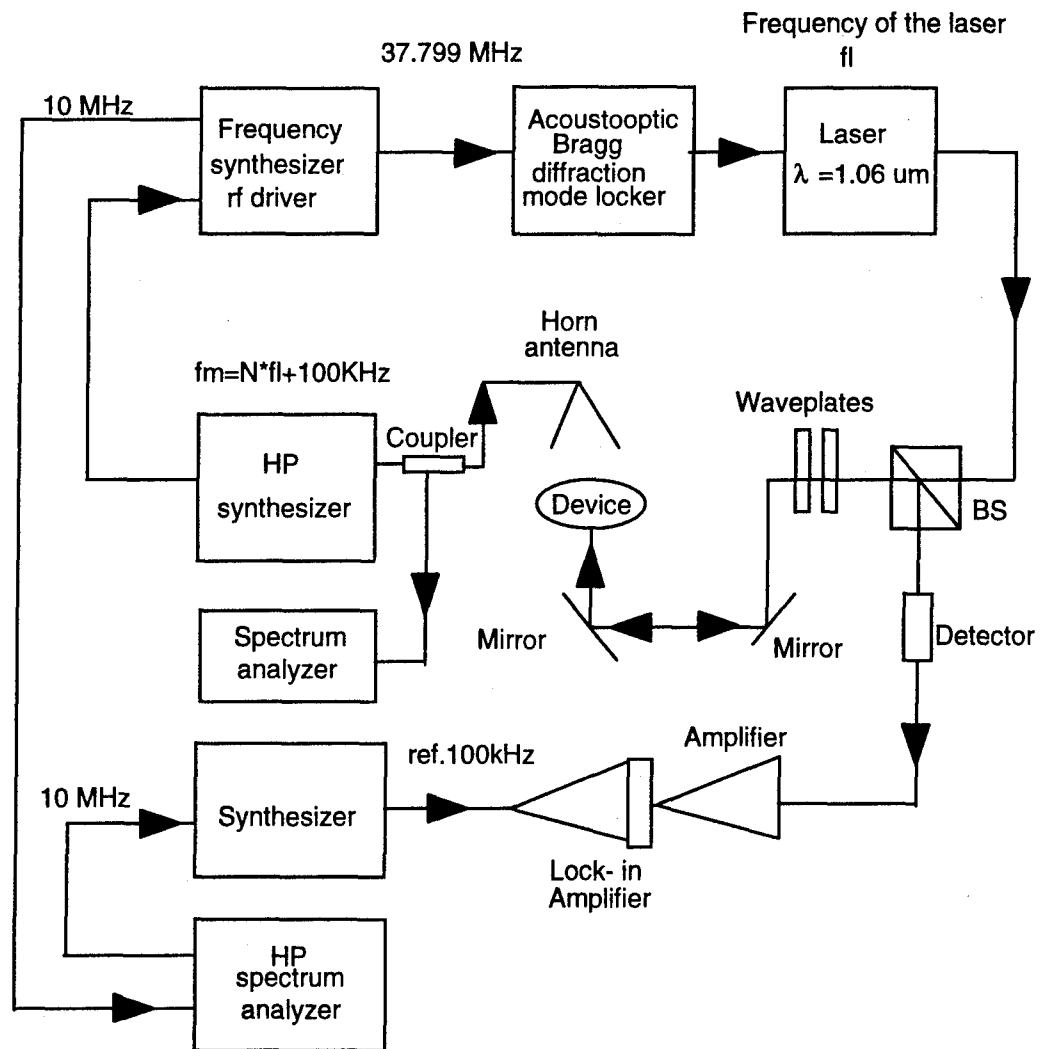 Frequency of the laser
fl
37.799 MHz
10 MHz
Frequency
synthesizer
rf driver
Acoustooptic
Bragg
diffraction
mode locker
Laser
λ =1.06 um
Horn
antenna
fm=N*fl+100KHz
Waveplates
Coupler
HP
synthesizer
Device
BS
Spectrum
analyzer
Mirror
Mirror
Detector
ref.100kHz
Amplifier
10 MHz
Synthesizer
Lock- in
Amplifier
HP
spectrum
analyzer